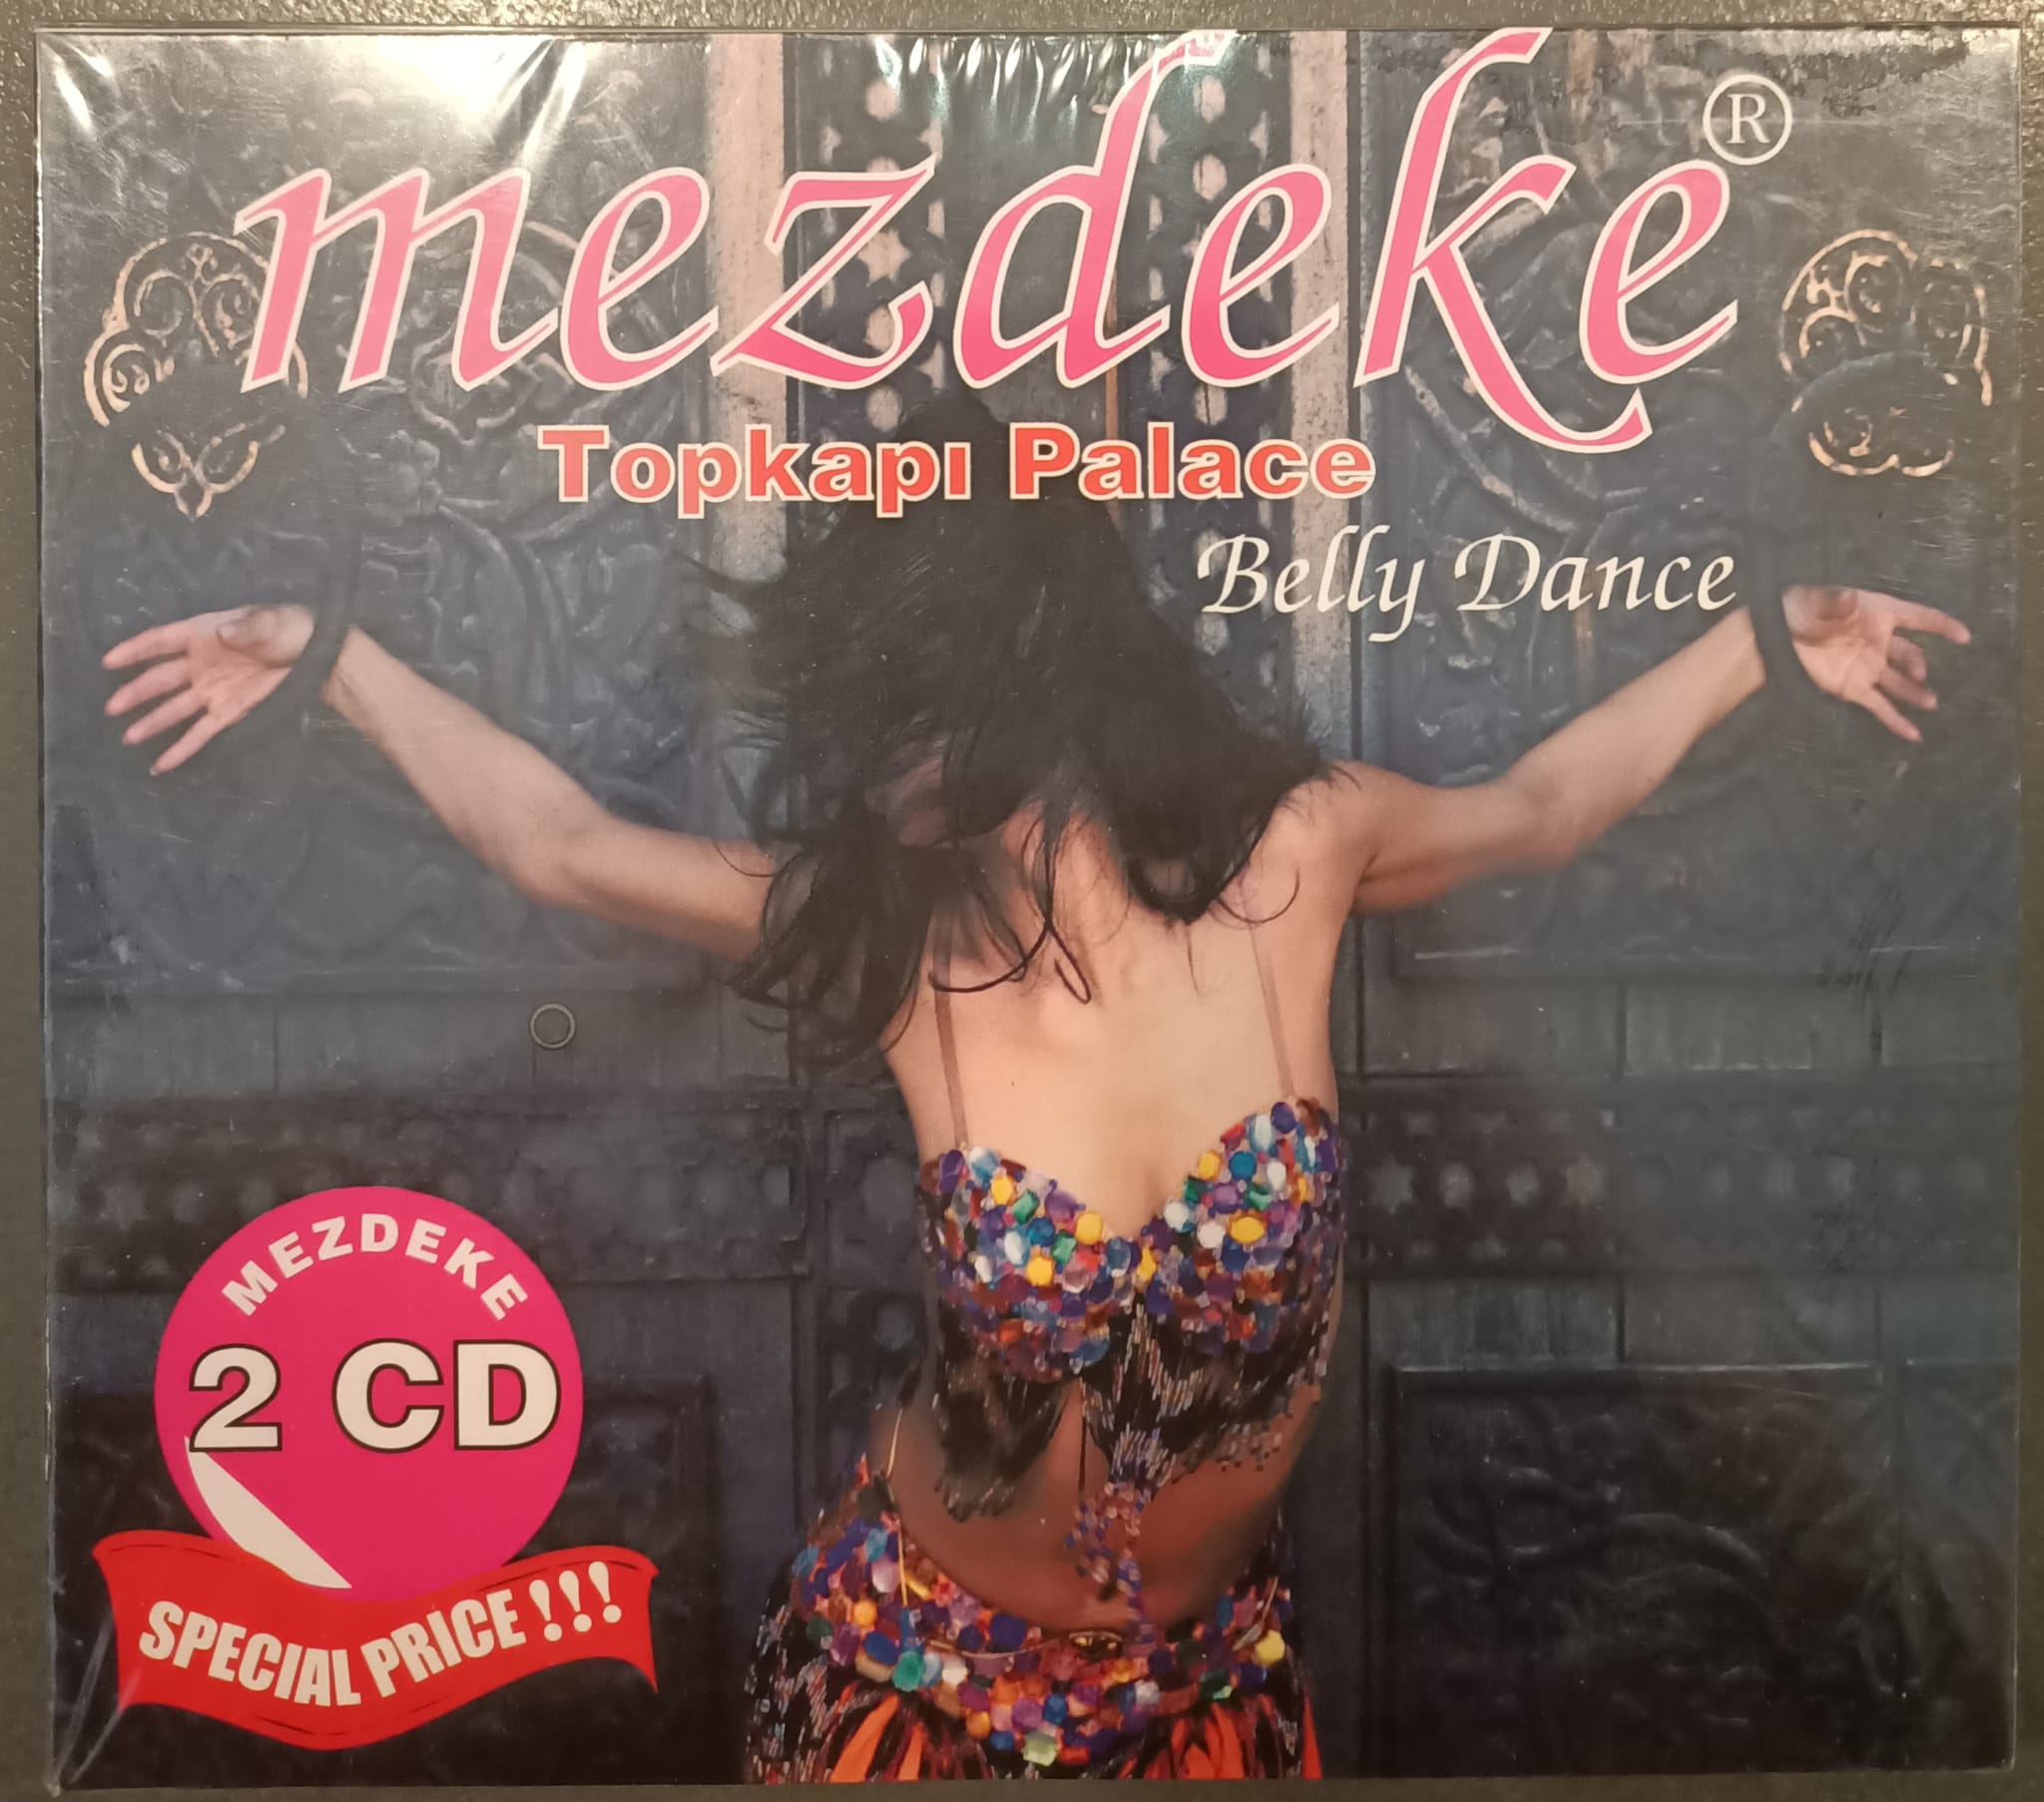 mezdeke®
Topkapı Palace
Belly Dance
MEZDEKE
2 CD
SPECIAL PRICE!!!